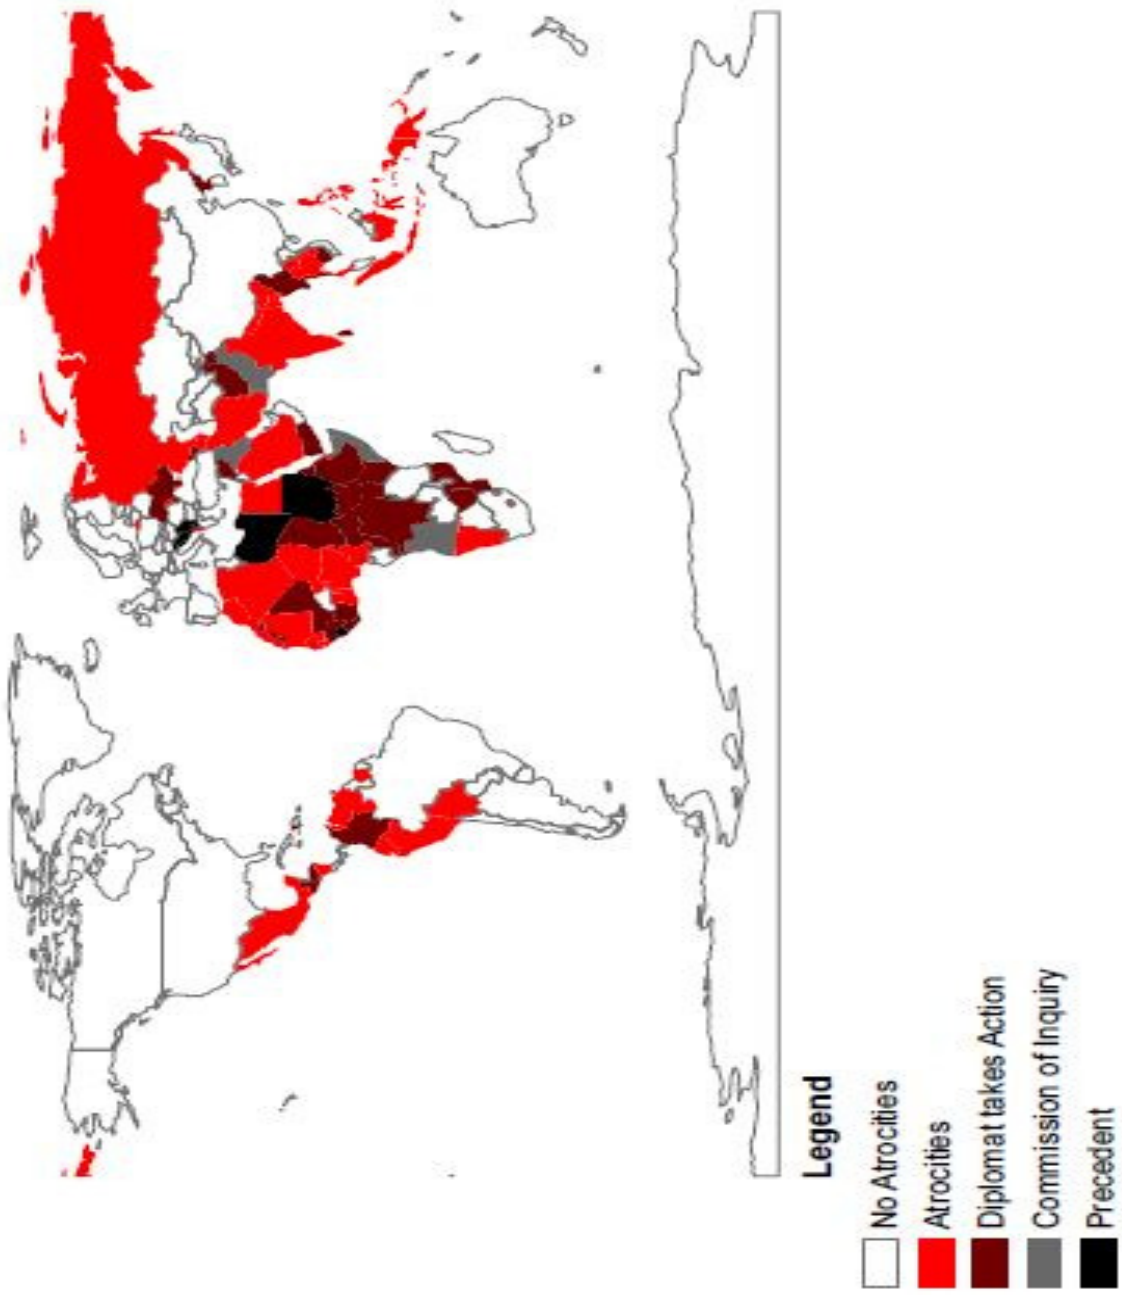 Legend
No Atrocities
Atrocities
Diplomat takes Action
Commission of Inquiry
Precedent